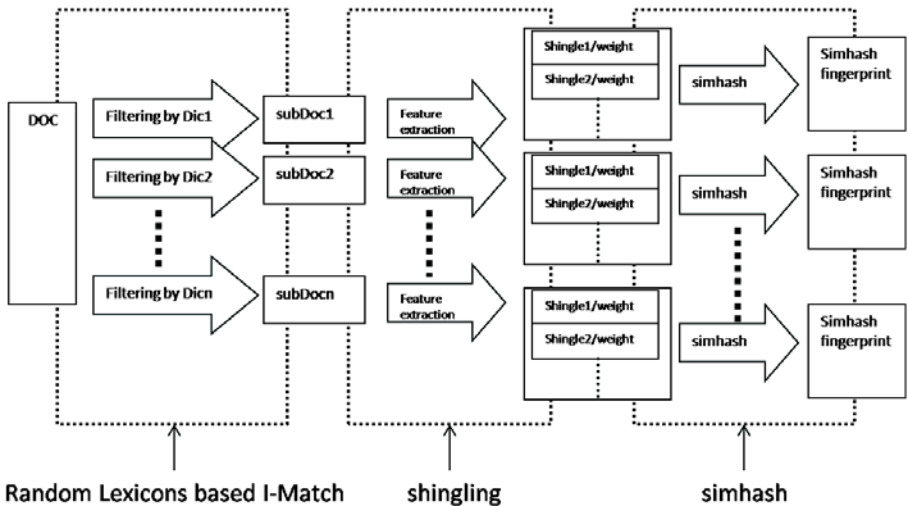 DOC
Filtering by Dic1
subDoc1
Feature
extraction
Shingle1/weight
Shingle2/weight
simhash
Simhash
fingerprint
Filtering by Dic2
subDoc2
Feature
extraction
Shingle1/weight
Shingle2/weight
simhash
Simhash
fingerprint
Filtering by Dicn
subDocn
Feature
extraction
Shingle1/weight
Shingle2/weight
simhash
Simhash
fingerprint
Random Lexicons based I-Match
shingling
simhash